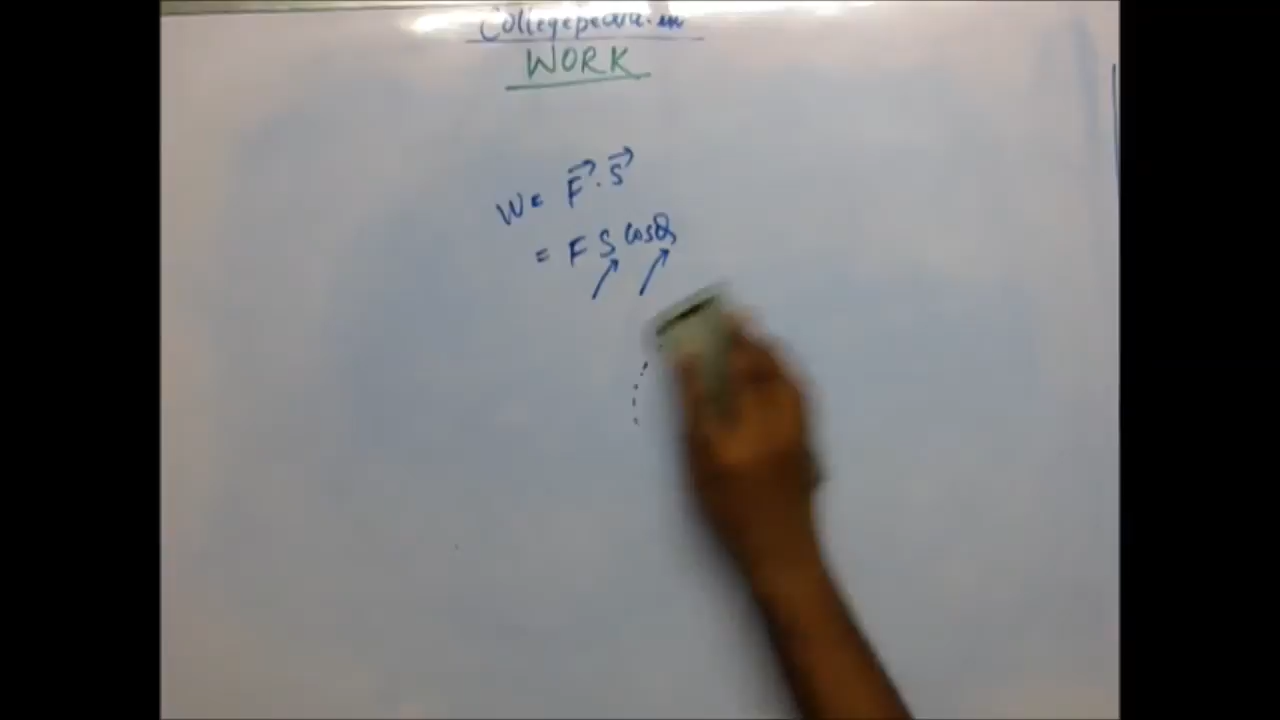 Collegepedia.in
WORK
W = F⃗ . S⃗
= F S cosθ